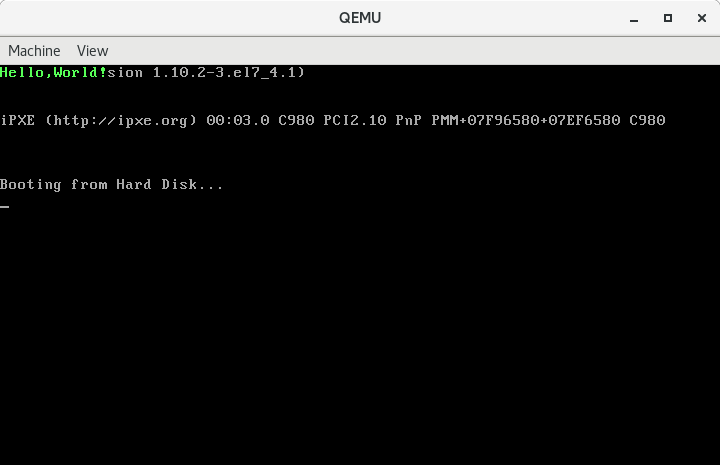 QEMU
Machine View
Hello,World!sion 1.10.2-3.el7_4.1)
iPXE (http://ipxe.org) 00:03.0 C980 PCI2.10 PnP PMM+07F96580+07EF6580 C980
Booting from Hard Disk...